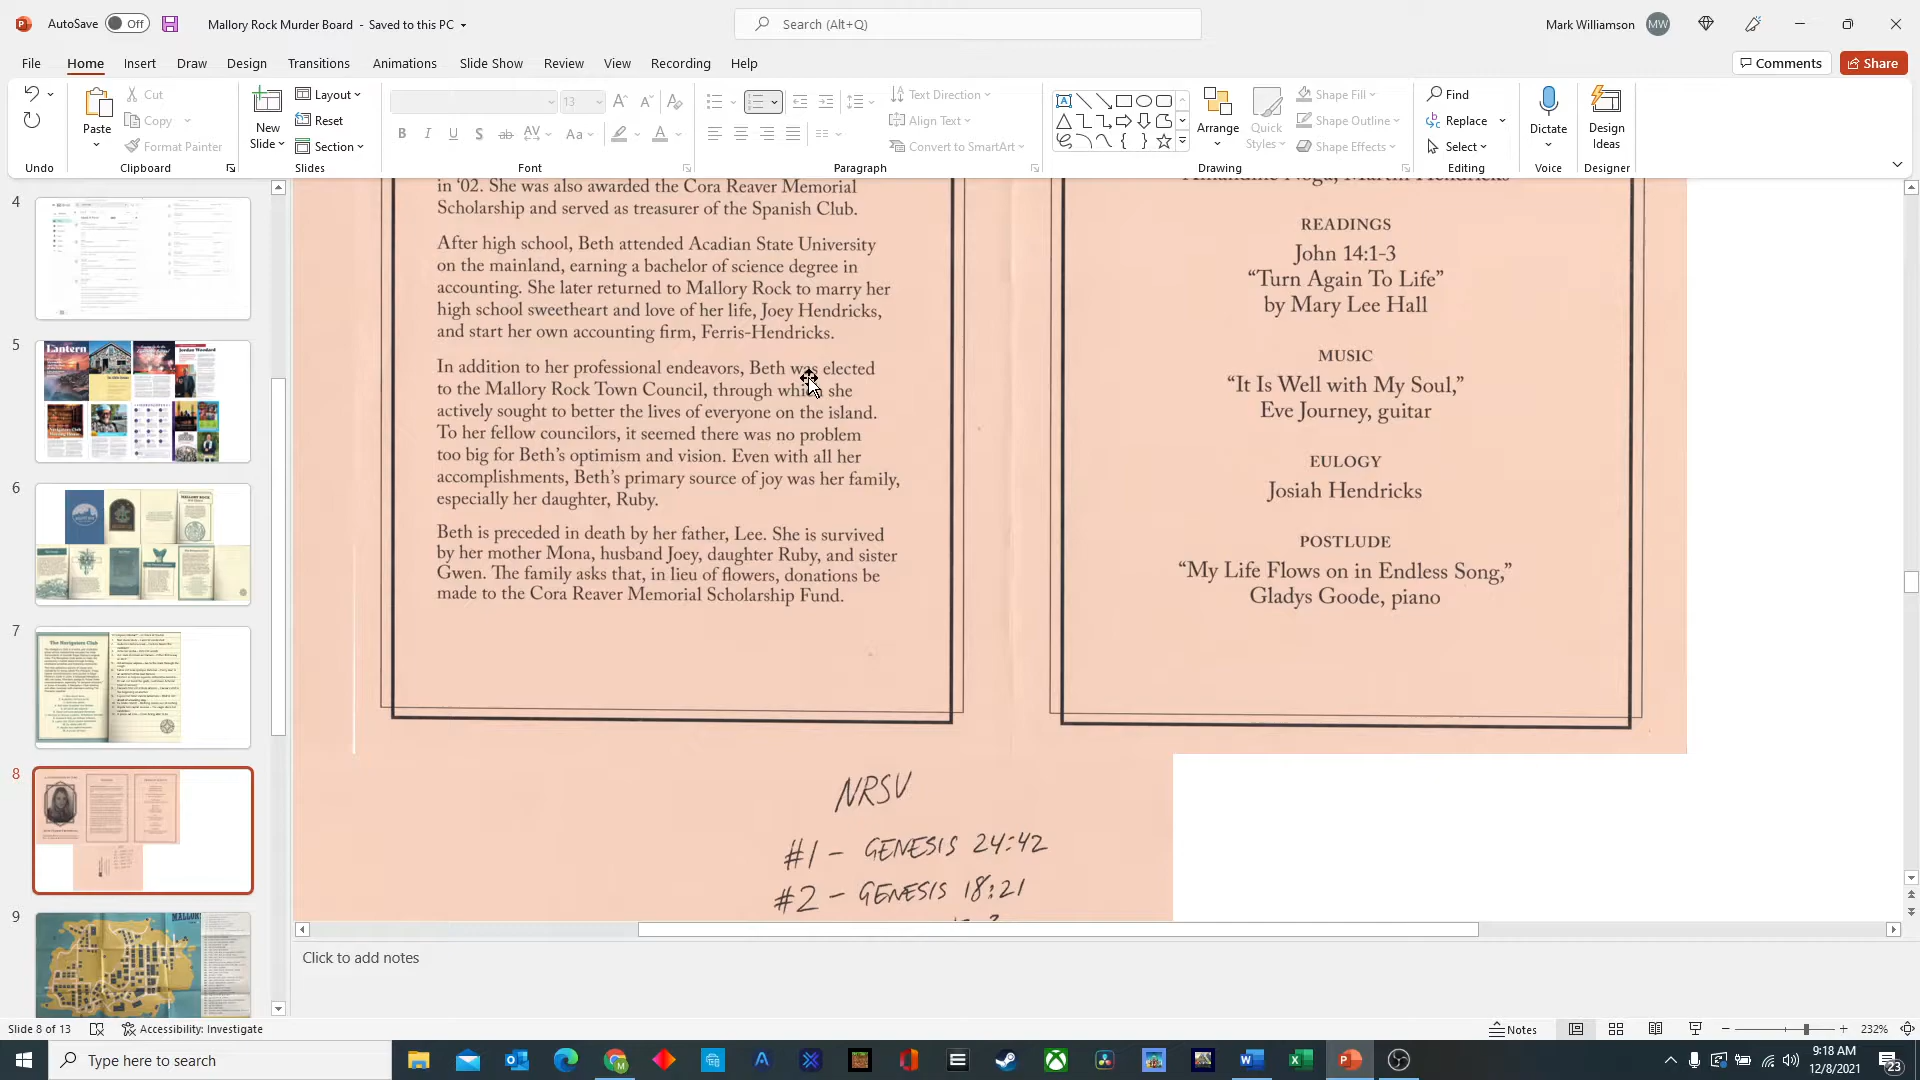 AutoSave Off
Mallory Rock Murder Board - Saved to this PC
Search (Alt+Q)
Mark Williamson MW
File Home Insert Draw Design Transitions Animations Slide Show Review View Recording Help
Comments Share
Undo
Paste
Cut
Copy
Format Painter
Clipboard
New Slide
Layout
Reset
Section
Slides
13
Font
Paragraph
Text Direction
Align Text
Convert to SmartArt
Arrange
Quick Styles
Shape Fill
Shape Outline
Shape Effects
Drawing
Find
Replace
Select
Editing
Dictate
Voice
Design Ideas
Designer
4
5
Lantern
Jordan Woodard
6
7
The Navigators Club
8
9
in '02. She was also awarded the Cora Reaver Memorial
Scholarship and served as treasurer of the Spanish Club.
After high school, Beth attended Acadian State University
on the mainland, earning a bachelor of science degree in
accounting. She later returned to Mallory Rock to marry her
high school sweetheart and love of her life, Joey Hendricks,
and start her own accounting firm, Ferris-Hendricks.
In addition to her professional endeavors, Beth was elected
to the Mallory Rock Town Council, through which she
actively sought to better the lives of everyone on the island.
To her fellow councilors, it seemed there was no problem
too big for Beth's optimism and vision. Even with all her
accomplishments, Beth's primary source of joy was her family,
especially her daughter, Ruby.
Beth is preceded in death by her father, Lee. She is survived
by her mother Mona, husband Joey, daughter Ruby, and sister
Gwen. The family asks that, in lieu of flowers, donations be
made to the Cora Reaver Memorial Scholarship Fund.
READINGS
John 14:1-3
“Turn Again To Life”
by Mary Lee Hall
MUSIC
“It Is Well with My Soul,”
Eve Journey, guitar
EULOGY
Josiah Hendricks
POSTLUDE
“My Life Flows on in Endless Song,”
Gladys Goode, piano
NRSV
#1 - GENESIS 24:42
#2 - GENESIS 18:21
Click to add notes
Slide 8 of 13
Accessibility: Investigate
Notes
232%
Type here to search
9:18 AM
12/8/2021
23